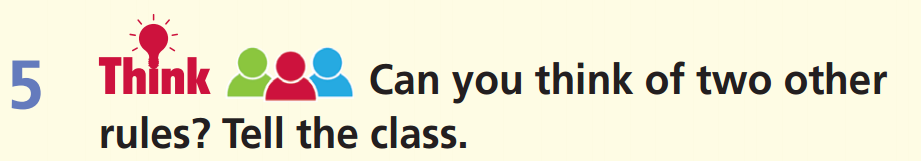 5 Think Can you think of two other
rules? Tell the class.